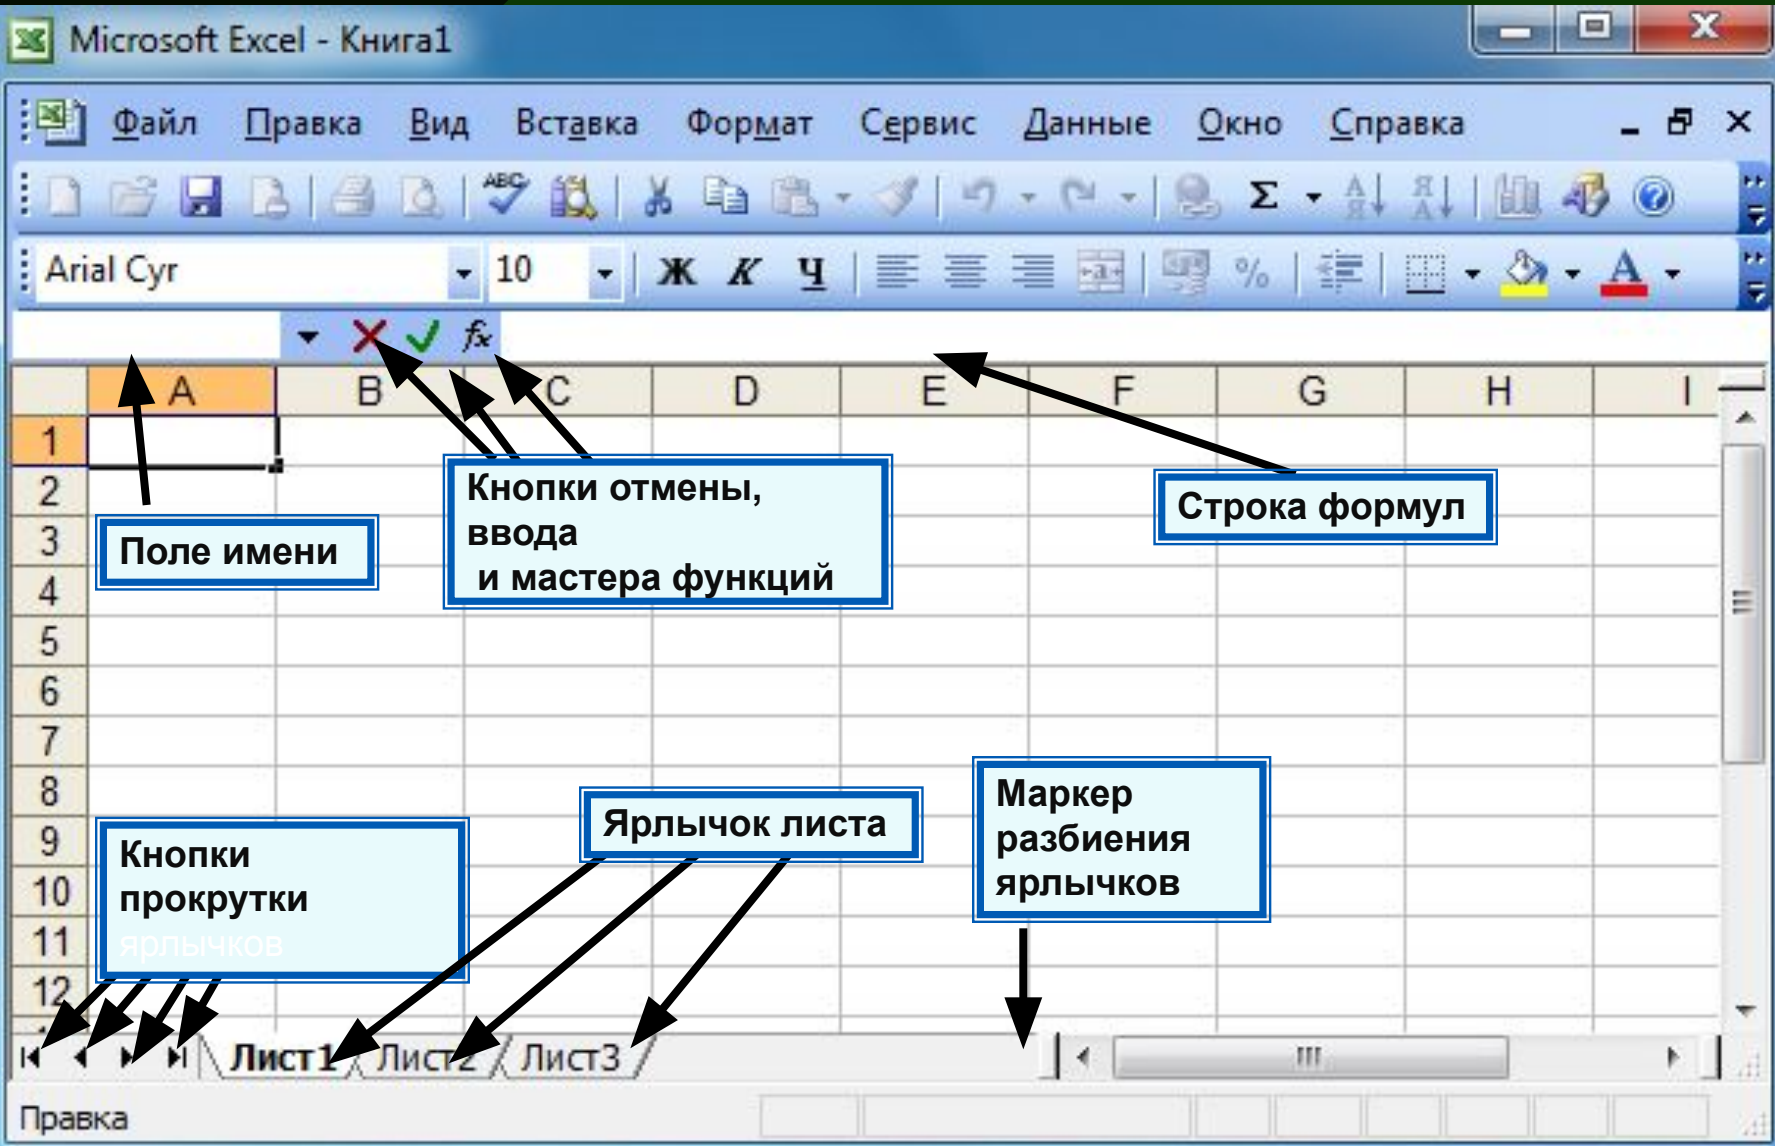 Microsoft Excel - Книга1
Файл Правка Вид Вставка Формат Сервис Данные Окно Справка
ABC Σ А Я Я А
Arial Cyr 10 Ж К Ч a % А
fx
A B C D E F G H I
1
2
3
4
5
6
7
8
9
10
11
12
Поле имени
Кнопки отмены,
ввода
и мастера функций
Строка формул
Кнопки
прокрутки
ярлычков
Ярлычок листа
Маркер
разбиения
ярлычков
Лист1 Лист2 Лист3
Правка